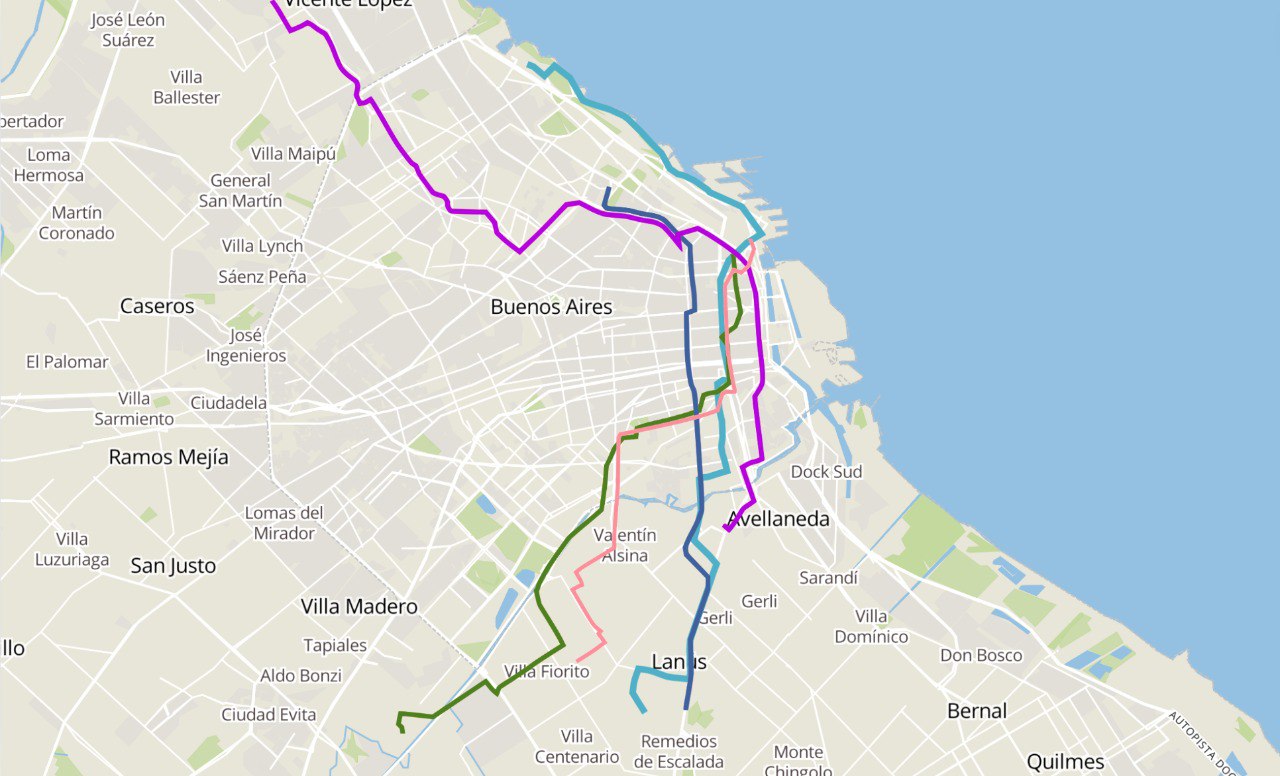 Vicente López
José León
Suárez
Villa
Ballester
bertador
Loma
Hermosa
Villa Maipú
General
San Martín
Martín
Coronado
Villa Lynch
Sáenz Peña
Caseros
Buenos Aires
José
Ingenieros
El Palomar
Villa
Sarmiento
Ciudadela
Ramos Mejía
Dock Sud
Lomas del
Mirador
Avellaneda
Villa
Luzuriaga
San Justo
Valentín
Alsina
Sarandí
Villa Madero
Gerli
Gerli
Villa
Domínico
Tapiales
llo
Don Bosco
Lanús
Aldo Bonzi
Villa Fiorito
Ciudad Evita
Bernal
AUTOPISTA DO
Villa
Centenario
Remedios
de Escalada
Monte
Chingolo
Quilmes